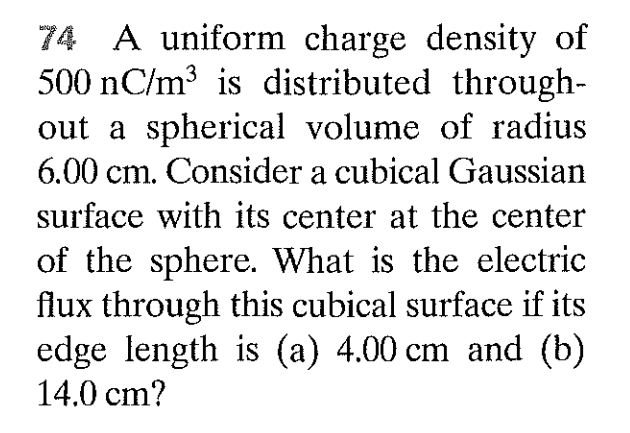 74 A uniform charge density of
500 nC/m³ is distributed through-
out a spherical volume of radius
6.00 cm. Consider a cubical Gaussian
surface with its center at the center
of the sphere. What is the electric
flux through this cubical surface if its
edge length is (a) 4.00 cm and (b)
14.0 cm?